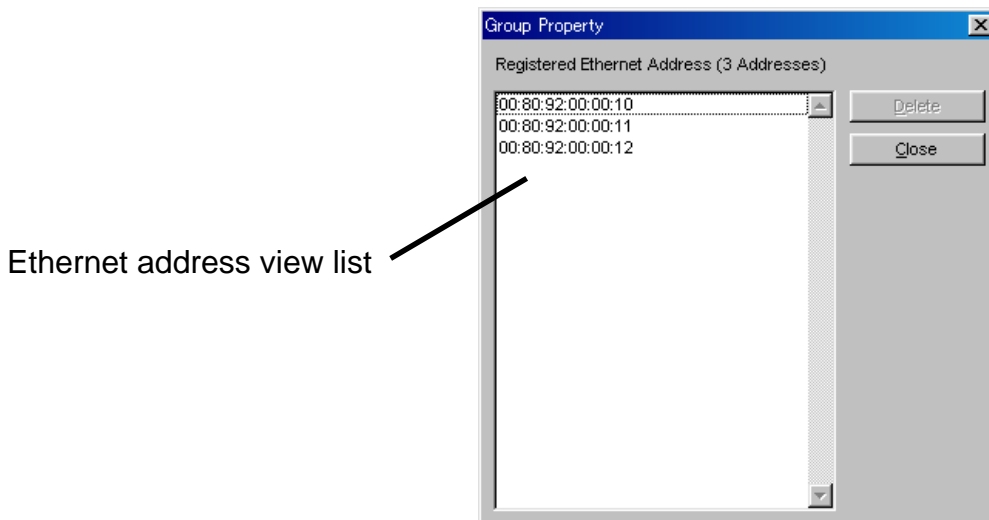 Group Property
Registered Ethernet Address (3 Addresses)
00:80:92:00:00:10
00:80:92:00:00:11
00:80:92:00:00:12
Delete
Close
Ethernet address view list